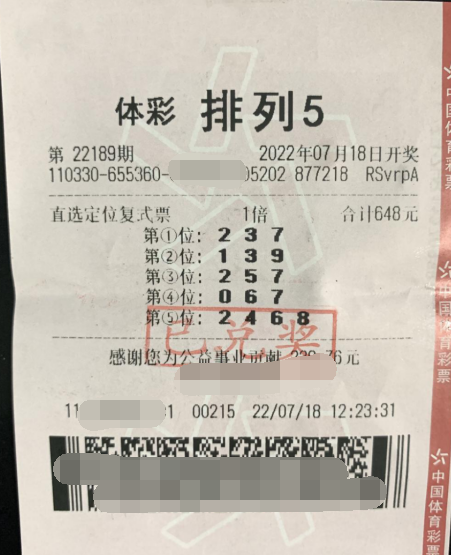 体彩 排列5
第 22189期 2022年07月18日开奖
110330-655360- 05202 877218 RSvrpA
直选定位复式票 1倍 合计648元
第①位: 2 3 7
第②位: 1 3 9
第③位: 2 5 7
第④位: 0 6 7
第⑤位: 2 4 6 8
已兑奖
感谢您为公益事业贡献 元
11 31 00215 22/07/18 12:23:31
中国体育彩票
中国体育彩票
中国体育彩票